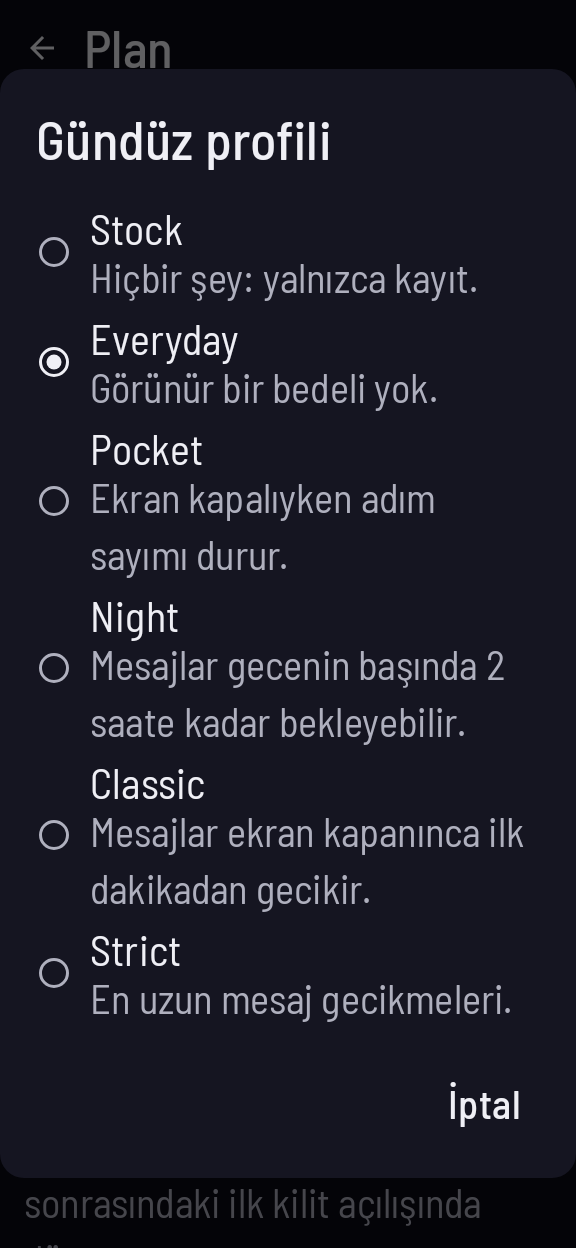 Plan
Gündüz profili
Stock
Hiçbir şey: yalnızca kayıt.
Everyday
Görünür bir bedeli yok.
Pocket
Ekran kapalıyken adım
sayımı durur.
Night
Mesajlar gecenin başında 2
saate kadar bekleyebilir.
Classic
Mesajlar ekran kapanınca ilk
dakikadan gecikir.
Strict
En uzun mesaj gecikmeleri.
İptal
sonrasındaki ilk kilit açılışında